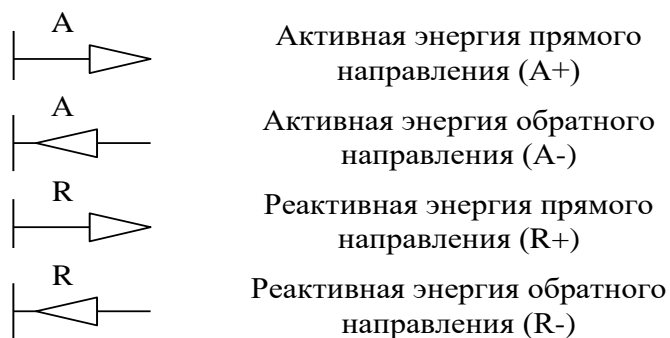 A
Активная энергия прямого
направления (А+)
A
Активная энергия обратного
направления (А-)
R
Реактивная энергия прямого
направления (R+)
R
Реактивная энергия обратного
направления (R-)